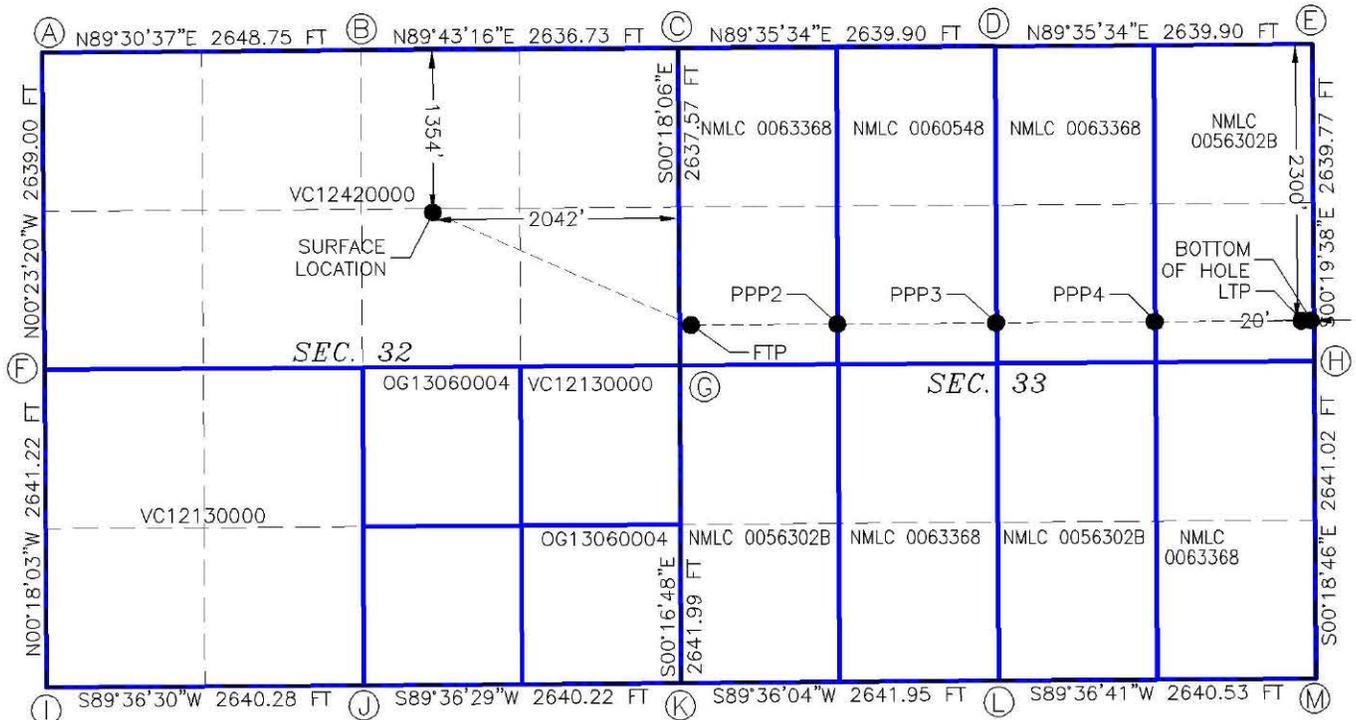 A
N89°30'37"E 2648.75 FT
B
N89°43'16"E 2636.73 FT
C
N89°35'34"E 2639.90 FT
D
N89°35'34"E 2639.90 FT
E
N00°23'20"W 2639.00 FT
1354'
S00°18'06"E
2637.57 FT
NMLC 0063368
NMLC 0060548
NMLC 0063368
NMLC
0056302B
2300'
S00°19'38"E 2639.77 FT
VC12420000
2042'
SURFACE
LOCATION
BOTTOM
OF HOLE
LTP
PPP2
PPP3
PPP4
20'
FTP
SEC. 32
F
G
SEC. 33
H
OG13060004
VC12130000
N00°18'03"W 2641.22 FT
VC12130000
OG13060004
S00°16'48"E
2641.99 FT
NMLC 0056302B
NMLC 0063368
NMLC 0056302B
NMLC
0063368
S00°18'46"E 2641.02 FT
I
S89°36'30"W 2640.28 FT
J
S89°36'29"W 2640.22 FT
K
S89°36'04"W 2641.95 FT
L
S89°36'41"W 2640.53 FT
M